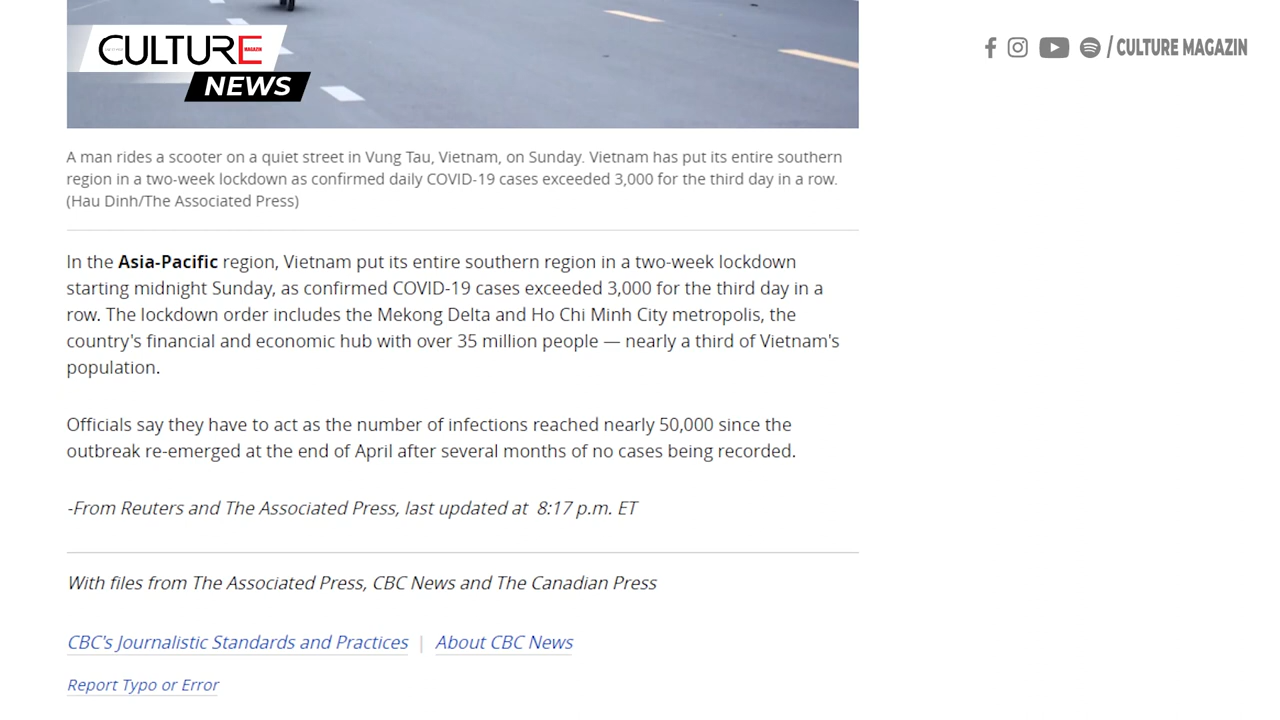 CULTURE
MAGAZIN
NEWS
/ CULTURE MAGAZIN
A man rides a scooter on a quiet street in Vung Tau, Vietnam, on Sunday. Vietnam has put its entire southern
region in a two-week lockdown as confirmed daily COVID-19 cases exceeded 3,000 for the third day in a row.
(Hau Dinh/The Associated Press)
In the Asia-Pacific region, Vietnam put its entire southern region in a two-week lockdown
starting midnight Sunday, as confirmed COVID-19 cases exceeded 3,000 for the third day in a
row. The lockdown order includes the Mekong Delta and Ho Chi Minh City metropolis, the
country's financial and economic hub with over 35 million people — nearly a third of Vietnam's
population.
Officials say they have to act as the number of infections reached nearly 50,000 since the
outbreak re-emerged at the end of April after several months of no cases being recorded.
-From Reuters and The Associated Press, last updated at 8:17 p.m. ET
With files from The Associated Press, CBC News and The Canadian Press
CBC's Journalistic Standards and Practices | About CBC News
Report Typo or Error